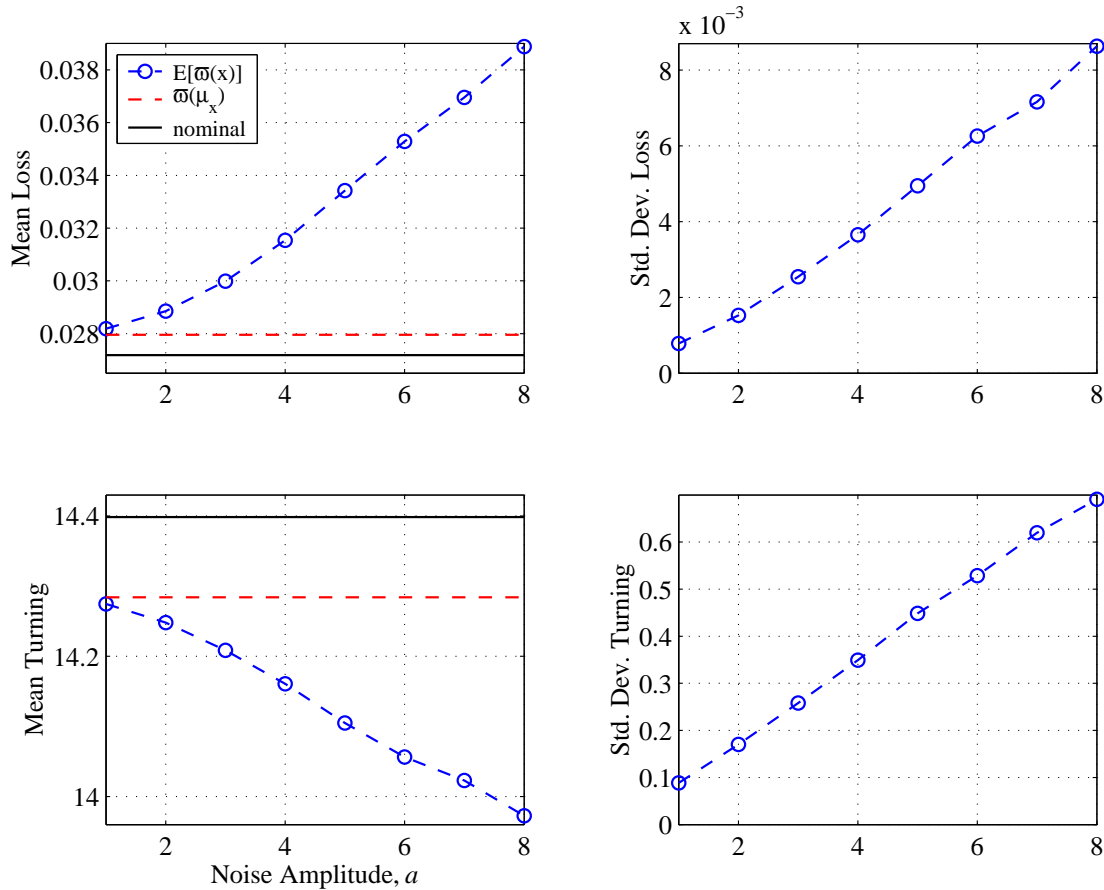 0.038
0.036
0.034
0.032
0.03
0.028
Mean Loss
E[ϖ(x)]
ϖ(μx)
nominal
2 4 6 8
x 10−3
8
6
4
2
0
Std. Dev. Loss
2 4 6 8
14.4
14.2
14
Mean Turning
2 4 6 8
Noise Amplitude, a
0.6
0.5
0.4
0.3
0.2
0.1
0
Std. Dev. Turning
2 4 6 8